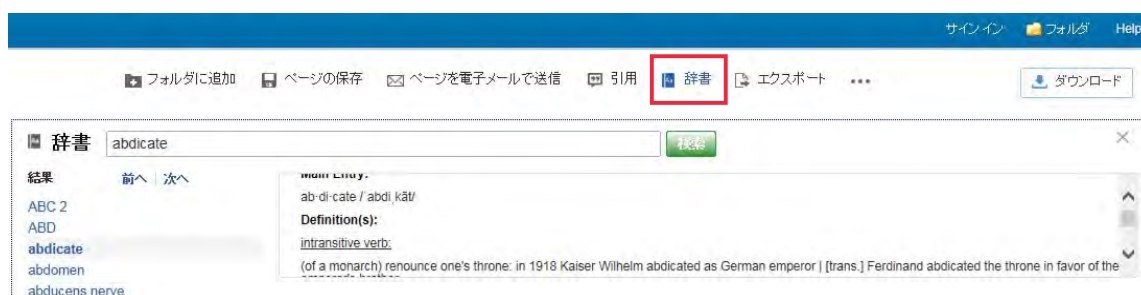 サインイン フォルダ Help
フォルダに追加 ページの保存 ページを電子メールで送信 引用 辞書 エクスポート ••• ダウンロード
辞書 abdicate 検索
結果 前へ 次へ
Main Entry:
ABC 2
ab·di·cate /ˈabdiˌkāt/
ABD
Definition(s):
abdicate
intransitive verb:
abdomen
(of a monarch) renounce one's throne: in 1918 Kaiser Wilhelm abdicated as German emperor | [trans.] Ferdinand abdicated the throne in favor of the
abducens nerve